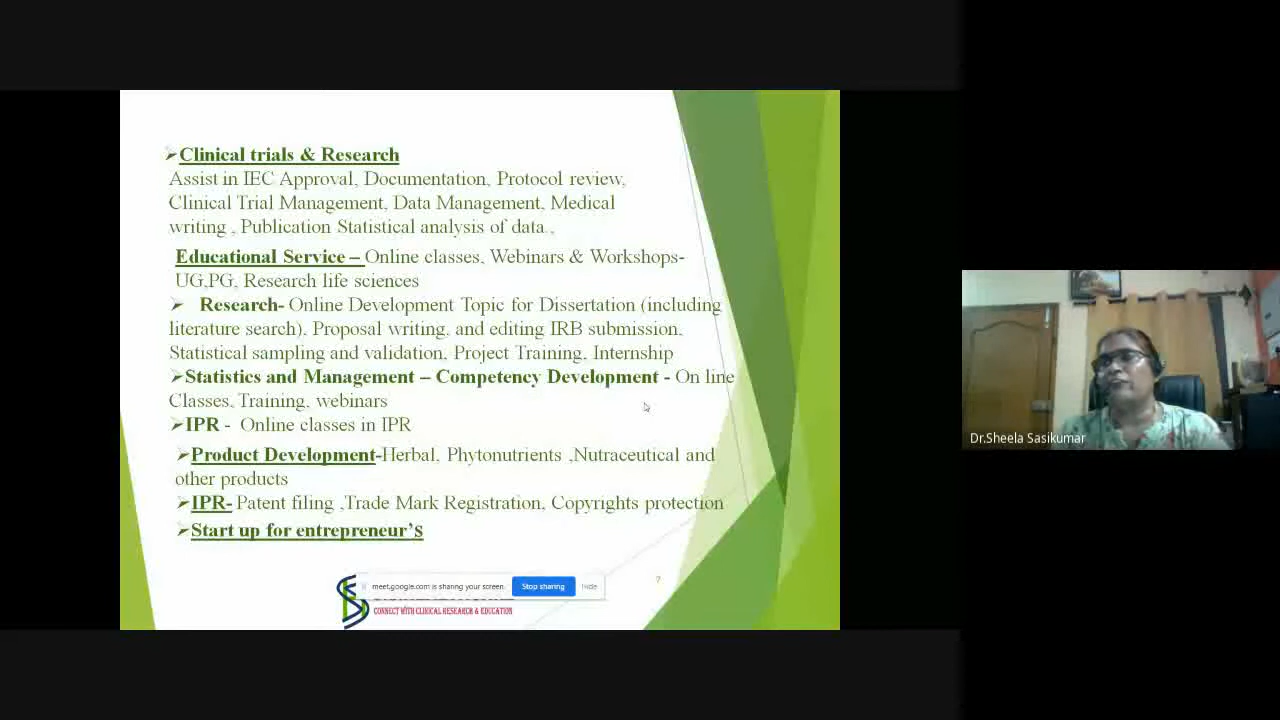 ➢Clinical trials & Research
Assist in IEC Approval, Documentation, Protocol review,
Clinical Trial Management, Data Management, Medical
writing , Publication Statistical analysis of data.,
Educational Service – Online classes, Webinars & Workshops-
UG,PG, Research life sciences
➢ Research- Online Development Topic for Dissertation (including
literature search), Proposal writing, and editing IRB submission,
Statistical sampling and validation, Project Training, Internship
➢Statistics and Management – Competency Development - On line
Classes, Training, webinars
➢IPR - Online classes in IPR
➢Product Development-Herbal, Phytonutrients ,Nutraceutical and
other products
➢IPR- Patent filing ,Trade Mark Registration, Copyrights protection
➢Start up for entrepreneur's
meet.google.com is sharing your screen.
Stop sharing
Hide
7
CONNECT WITH CLINICAL RESEARCH & EDUCATION
Dr.Sheela Sasikumar